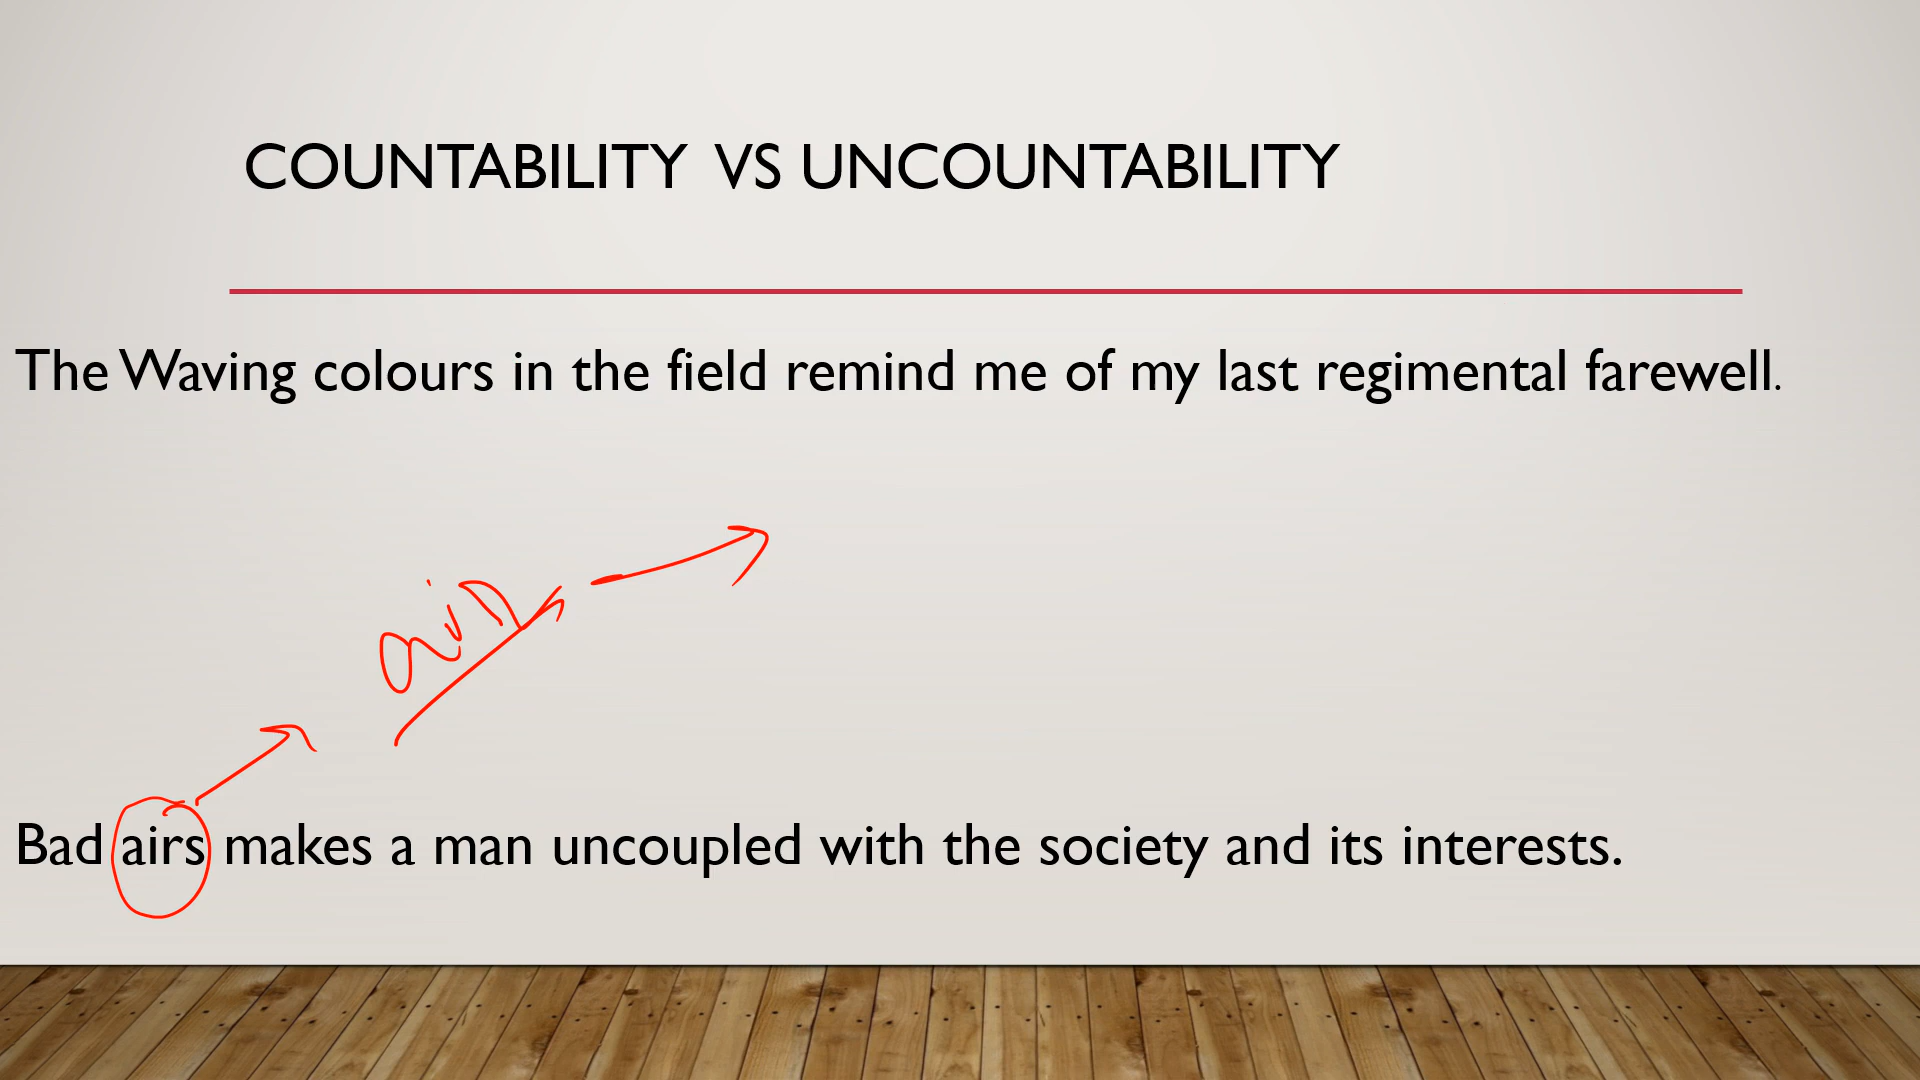 COUNTABILITY VS UNCOUNTABILITY
The Waving colours in the field remind me of my last regimental farewell.
air
Bad airs makes a man uncoupled with the society and its interests.